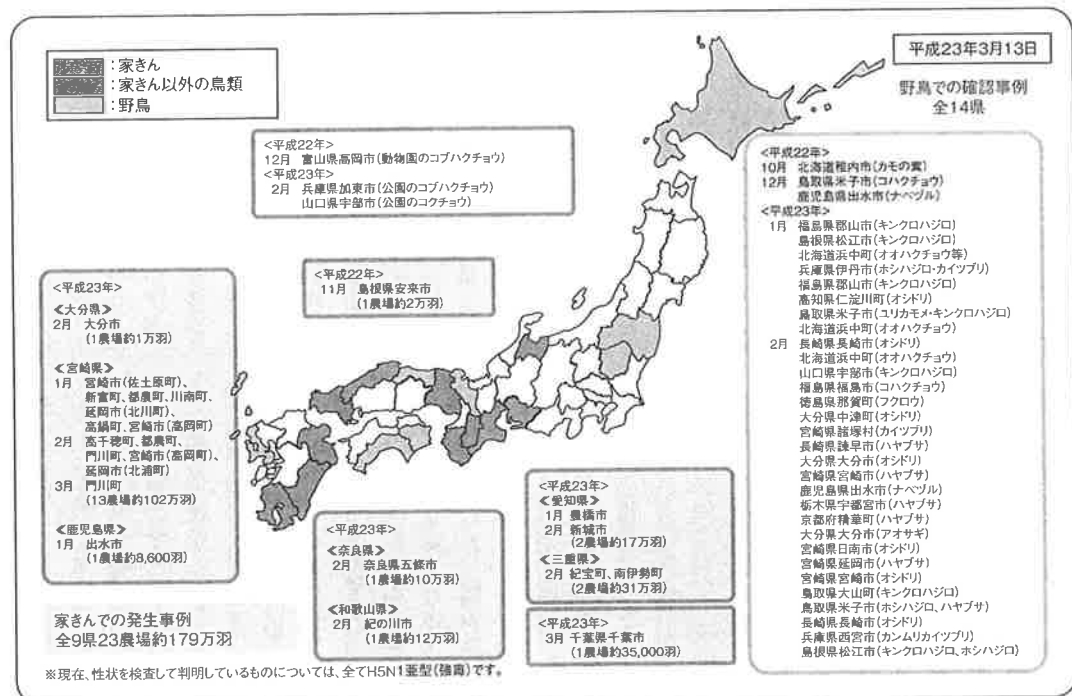 平成23年3月13日
:家きん
:家きん以外の鳥類
:野鳥
野鳥での確認事例
全14県
<平成22年>
12月 富山県高岡市(動物園のコブハクチョウ)
<平成23年>
2月 兵庫県加東市(公園のコブハクチョウ)
山口県宇部市(公園のコクチョウ)
<平成22年>
11月 島根県安来市
(1農場約2万羽)
<平成22年>
10月 北海道稚内市(カモの糞)
12月 鳥取県米子市(コハクチョウ)
鹿児島県出水市(ナベヅル)
<平成23年>
1月 福島県郡山市(キンクロハジロ)
島根県松江市(キンクロハジロ)
北海道浜中町(オオハクチョウ等)
兵庫県伊丹市(ホシハジロ・カイツブリ)
福島県郡山市(キンクロハジロ)
高知県仁淀川町(オシドリ)
鳥取県米子市(ユリカモメ・キンクロハジロ)
北海道浜中町(オオハクチョウ)
2月 長崎県長崎市(オシドリ)
北海道浜中町(オオハクチョウ)
山口県宇部市(キンクロハジロ)
福島県福島市(コハクチョウ)
徳島県那賀町(フクロウ)
大分県中津町(オシドリ)
宮崎県諸塚村(カイツブリ)
長崎県諫早市(ハヤブサ)
大分県大分市(オシドリ)
宮崎県宮崎市(ハヤブサ)
鹿児島県出水市(ナベヅル)
栃木県宇都宮市(ハヤブサ)
京都府精華町(ハヤブサ)
大分県大分市(アオサギ)
宮崎県日南市(オシドリ)
宮崎県延岡市(ハヤブサ)
宮崎県宮崎市(オシドリ)
鳥取県大山町(キンクロハジロ)
鳥取県米子市(ホシハジロ、ハヤブサ)
長崎県長崎市(オシドリ)
兵庫県西宮市(カンムリカイツブリ)
島根県松江市(キンクロハジロ、ホシハジロ)
<平成23年>
≪大分県≫
2月 大分市
(1農場約1万羽)
≪宮崎県≫
1月 宮崎市(佐土原町)、
新富町、都農町、川南町、
延岡市(北川町)、
高鍋町、宮崎市(高岡町)
2月 高千穂町、都農町、
門川町、宮崎市(高岡町)、
延岡市(北浦町)
3月 門川町
(13農場約102万羽)
≪鹿児島県≫
1月 出水市
(1農場約8,600羽)
<平成23年>
≪奈良県≫
2月 奈良県五條市
(1農場約10万羽)
≪和歌山県≫
2月 紀の川市
(1農場約12万羽)
<平成23年>
≪愛知県≫
1月 豊橋市
2月 新城市
(2農場約17万羽)
≪三重県≫
2月 紀宝町、南伊勢町
(2農場約31万羽)
<平成23年>
3月 千葉県千葉市
(1農場約35,000羽)
家きんでの発生事例
全9県23農場約179万羽
※現在、性状を検査して判明しているものについては、全てH5N1亜型(強毒)です。